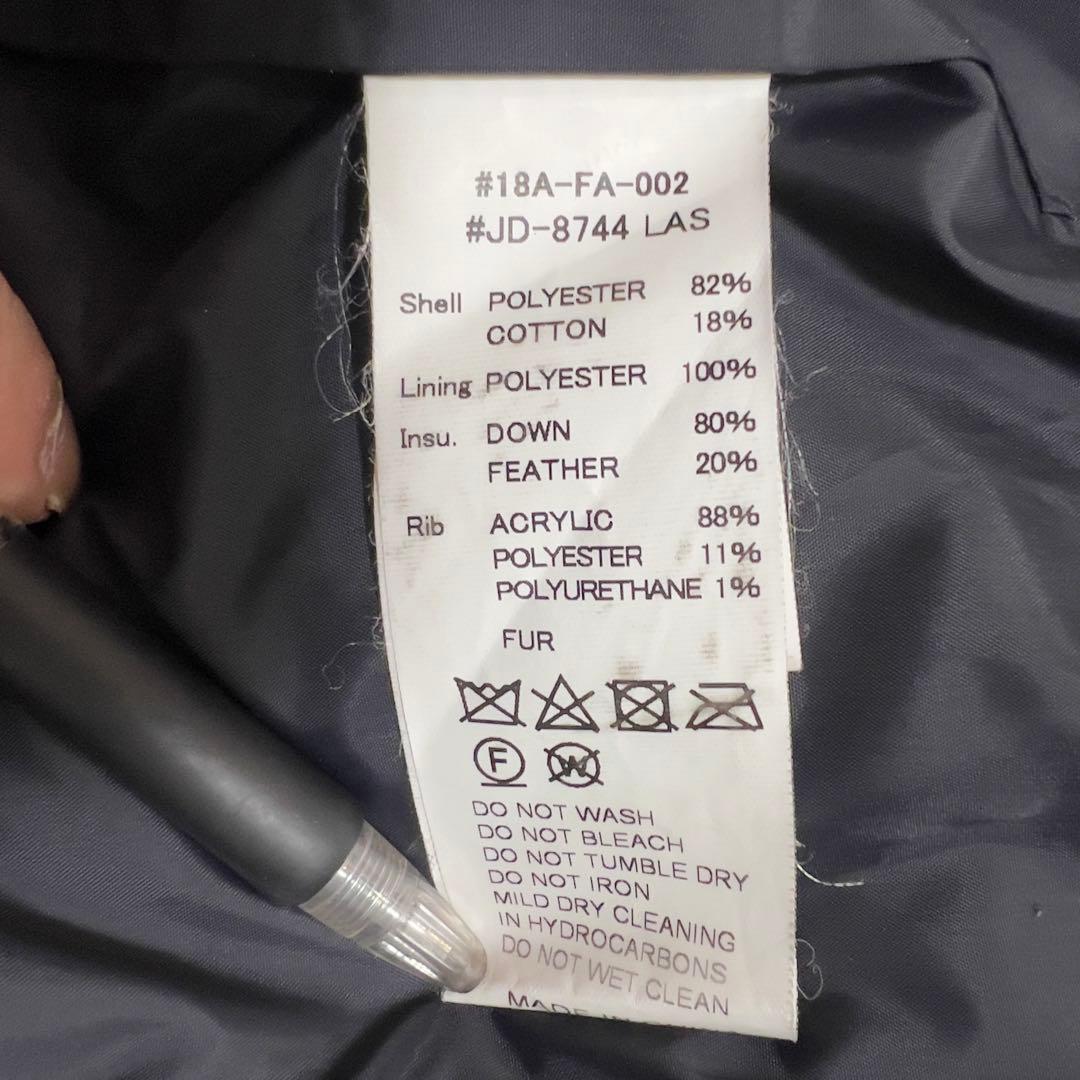 #18A-FA-002
#JD-8744 LAS
Shell POLYESTER 82%
COTTON 18%
Lining POLYESTER 100%
Insu. DOWN 80%
FEATHER 20%
Rib ACRYLIC 88%
POLYESTER 11%
POLYURETHANE 1%
FUR
F W
DO NOT WASH
DO NOT BLEACH
DO NOT TUMBLE DRY
DO NOT IRON
MILD DRY CLEANING
IN HYDROCARBONS
DO NOT WET CLEAN
MADE IN